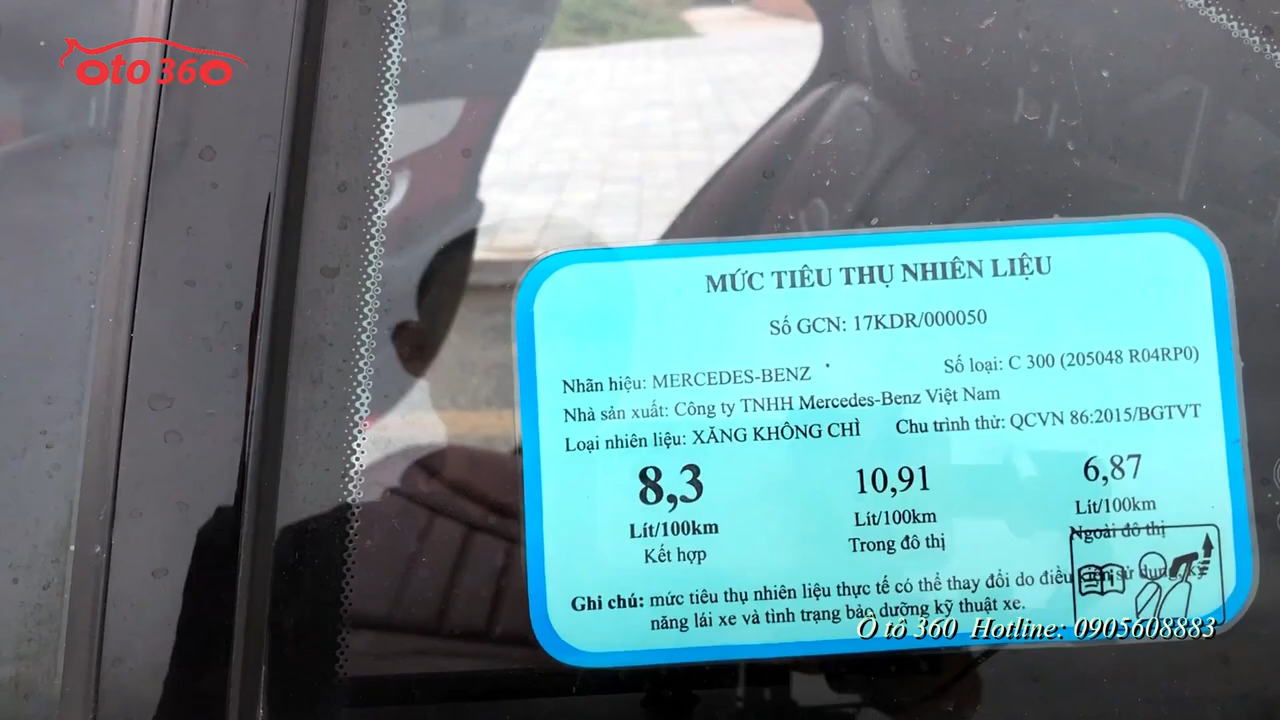 oto 360
MỨC TIÊU THỤ NHIÊN LIỆU
Số GCN: 17KDR/000050
Nhãn hiệu: MERCEDES-BENZ Số loại: C 300 (205048 R04RP0)
Nhà sản xuất: Công ty TNHH Mercedes-Benz Việt Nam
Loại nhiên liệu: XĂNG KHÔNG CHÌ Chu trình thử: QCVN 86:2015/BGTVT
8,3 10,91 6,87
Lít/100km Lít/100km Lít/100km
Kết hợp Trong đô thị Ngoài đô thị
Ghi chú: mức tiêu thụ nhiên liệu thực tế có thể thay đổi do điều kiện sử dụng, kỹ
năng lái xe và tình trạng bảo dưỡng kỹ thuật xe.
Ô tô 360 Hotline: 0905608883